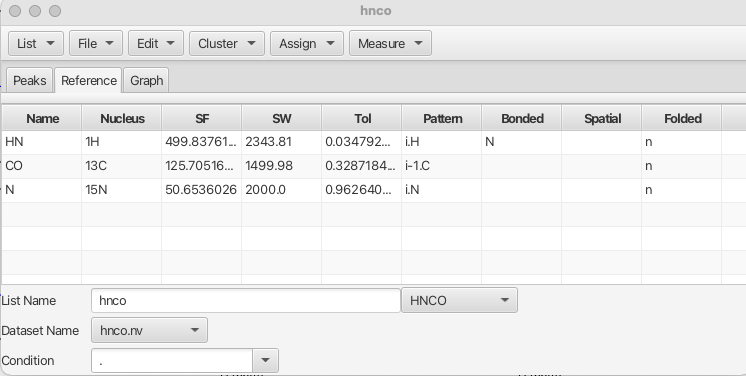 hnco
List File Edit Cluster Assign Measure
Peaks Reference Graph
Name Nucleus SF SW Tol Pattern Bonded Spatial Folded
HN 1H 499.83761... 2343.81 0.034792... i.H N n
CO 13C 125.70516... 1499.98 0.3287184... i-1.C n
N 15N 50.6536026 2000.0 0.962640... i.N n
List Name hnco HNCO
Dataset Name hnco.nv
Condition .